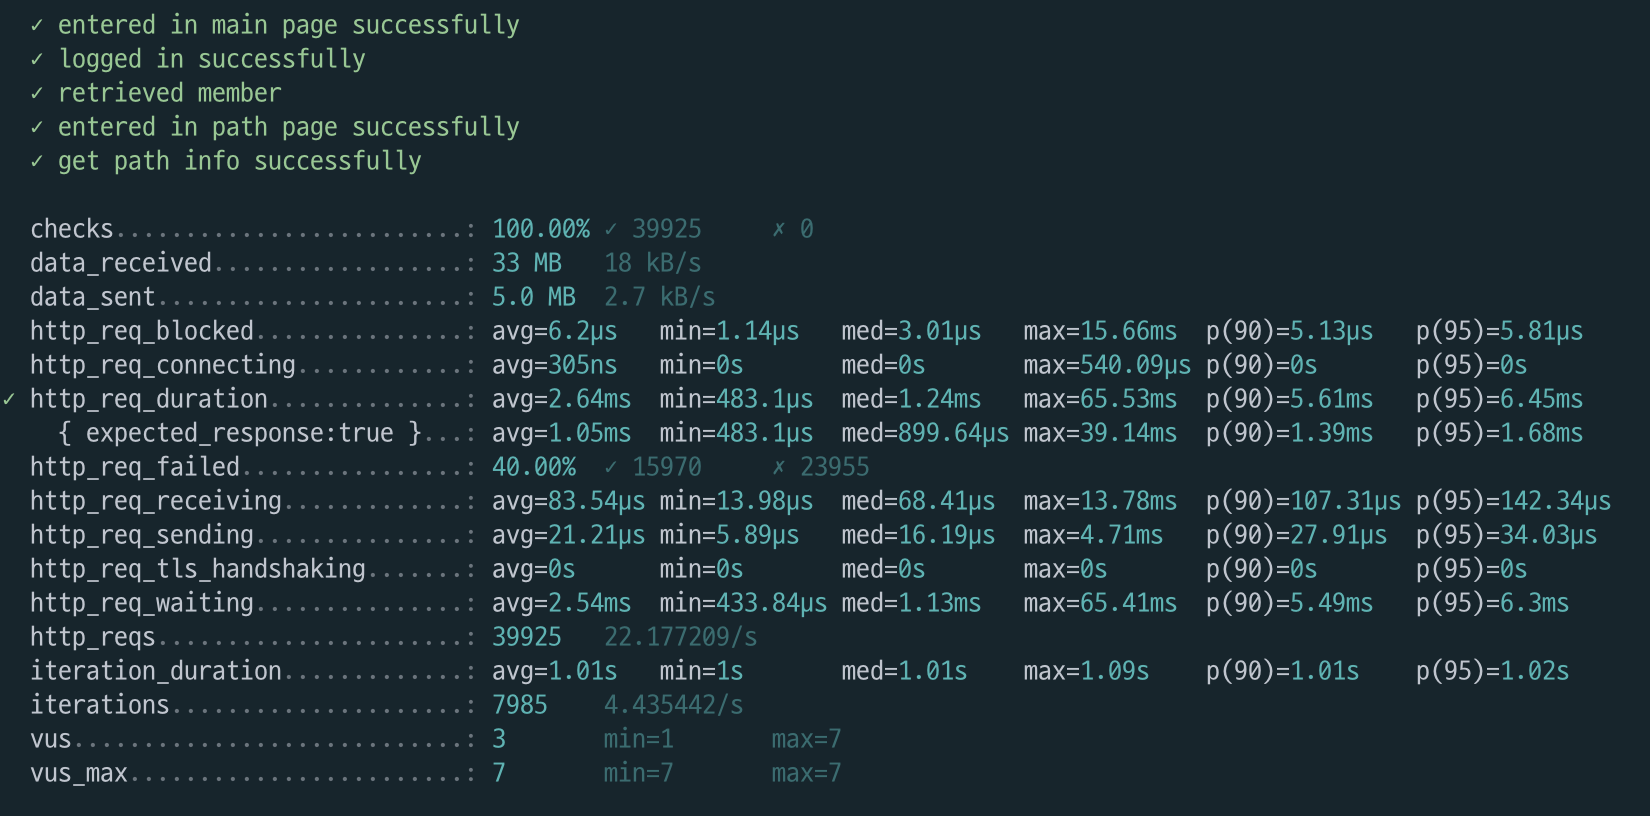 ✓ entered in main page successfully
✓ logged in successfully
✓ retrieved member
✓ entered in path page successfully
✓ get path info successfully
checks.........................: 100.00% ✓ 39925 ✗ 0
data_received..................: 33 MB 18 kB/s
data_sent......................: 5.0 MB 2.7 kB/s
http_req_blocked...............: avg=6.2µs min=1.14µs med=3.01µs max=15.66ms p(90)=5.13µs p(95)=5.81µs
http_req_connecting............: avg=305ns min=0s med=0s max=540.09µs p(90)=0s p(95)=0s
✓ http_req_duration..............: avg=2.64ms min=483.1µs med=1.24ms max=65.53ms p(90)=5.61ms p(95)=6.45ms
{ expected_response:true }...: avg=1.05ms min=483.1µs med=899.64µs max=39.14ms p(90)=1.39ms p(95)=1.68ms
http_req_failed................: 40.00% ✓ 15970 ✗ 23955
http_req_receiving.............: avg=83.54µs min=13.98µs med=68.41µs max=13.78ms p(90)=107.31µs p(95)=142.34µs
http_req_sending...............: avg=21.21µs min=5.89µs med=16.19µs max=4.71ms p(90)=27.91µs p(95)=34.03µs
http_req_tls_handshaking.......: avg=0s min=0s med=0s max=0s p(90)=0s p(95)=0s
http_req_waiting...............: avg=2.54ms min=433.84µs med=1.13ms max=65.41ms p(90)=5.49ms p(95)=6.3ms
http_reqs......................: 39925 22.177209/s
iteration_duration.............: avg=1.01s min=1s med=1.01s max=1.09s p(90)=1.01s p(95)=1.02s
iterations.....................: 7985 4.435442/s
vus............................: 3 min=1 max=7
vus_max........................: 7 min=7 max=7